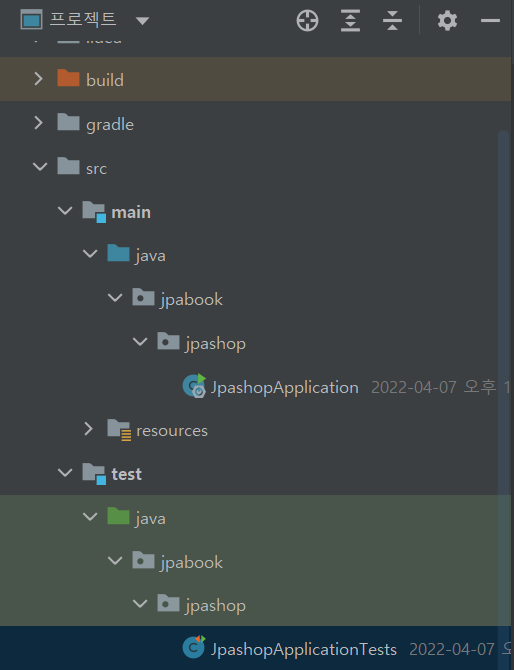 프로젝트
.idea
build
gradle
src
main
java
jpabook
jpashop
JpashopApplication 2022-04-07 오후 1
resources
test
java
jpabook
jpashop
JpashopApplicationTests 2022-04-07 오